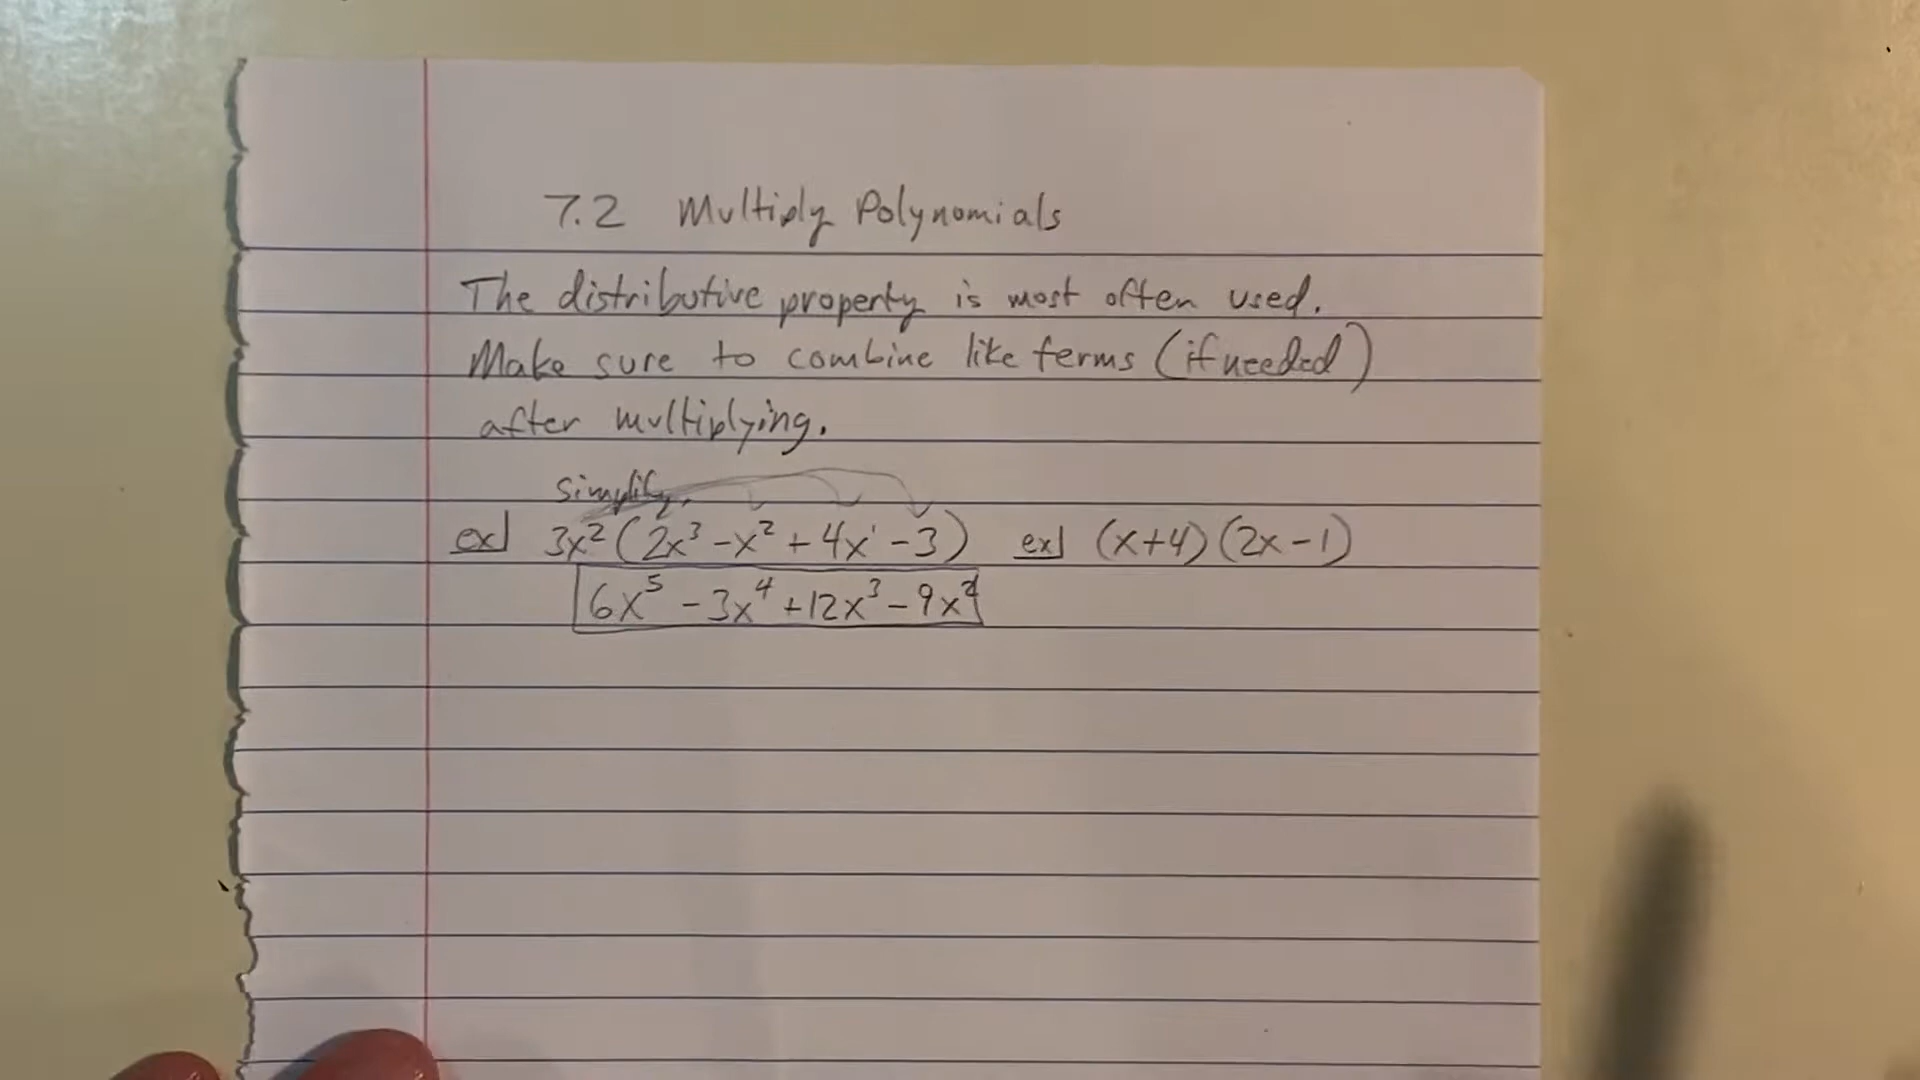 7.2 Multiply Polynomials
The distributive property is most often used.
Make sure to combine like terms (if needed)
after multiplying.
Simplify.
ex] 3x²(2x³-x²+4x¹-3) ex] (x+4)(2x-1)
6x⁵-3x⁴+12x³-9x²